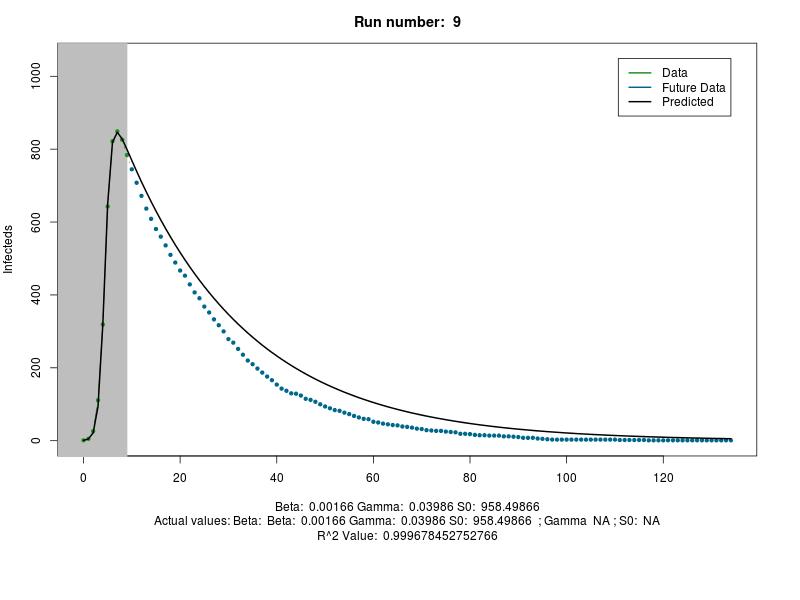 Run number:  9
Data
Future Data
Predicted
Infecteds
1000
800
600
400
200
0
0 20 40 60 80 100 120
Beta:  0.00166 Gamma:  0.03986 S0:  958.49866
Actual values: Beta:  Beta:  0.00166 Gamma:  0.03986 S0:  958.49866  ; Gamma  NA ; S0:  NA
R^2 Value:  0.999678452752766